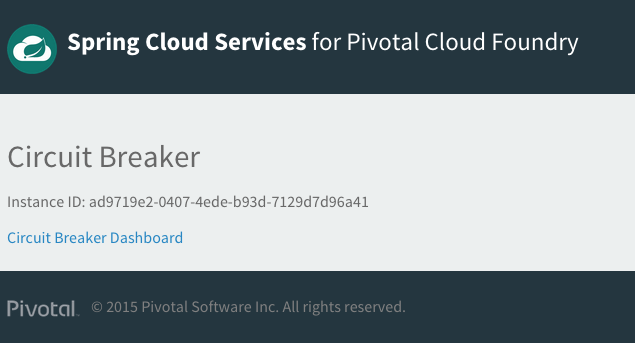 Spring Cloud Services for Pivotal Cloud Foundry
Circuit Breaker
Instance ID: ad9719e2-0407-4ede-b93d-7129d7d96a41
Circuit Breaker Dashboard
Pivotal. © 2015 Pivotal Software Inc. All rights reserved.